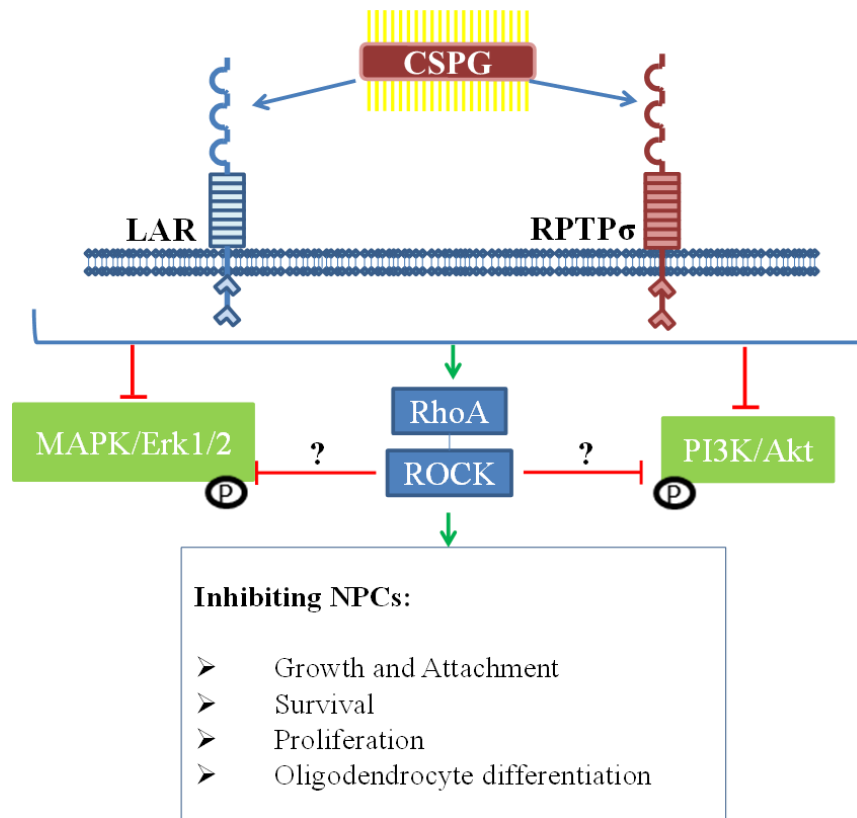 CSPG
LAR
RPTPσ
MAPK/Erk1/2
RhoA
PI3K/Akt
?
ROCK
?
P
P
Inhibiting NPCs:
➢ Growth and Attachment
➢ Survival
➢ Proliferation
➢ Oligodendrocyte differentiation